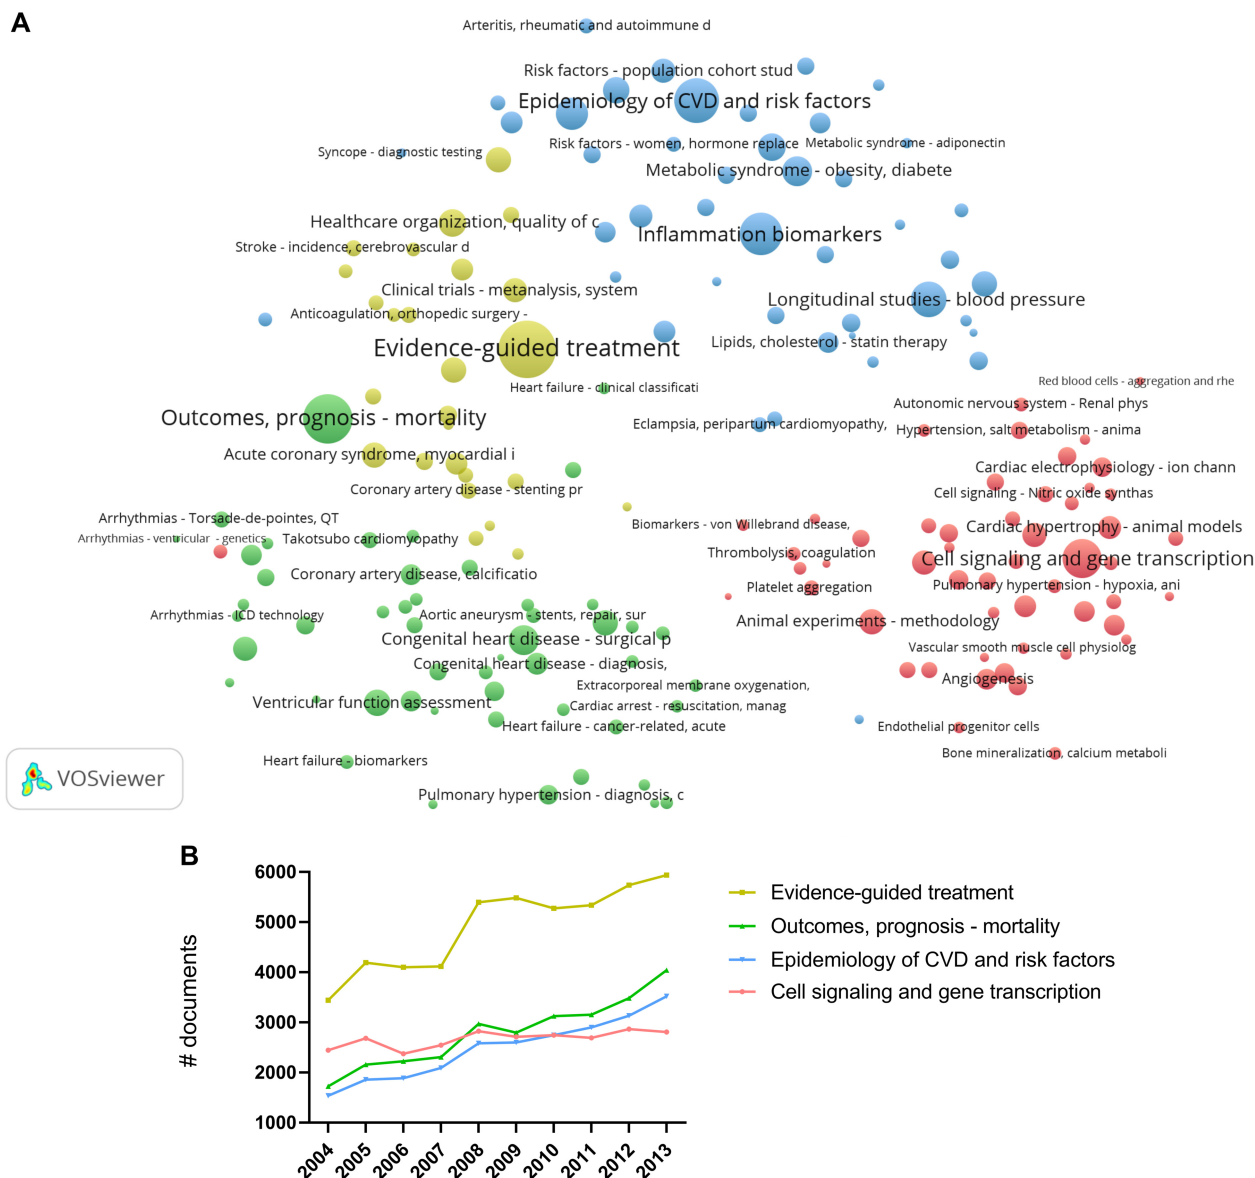 A
Arteritis, rheumatic and autoimmune d
Risk factors - population cohort stud
Epidemiology of CVD and risk factors
Risk factors - women, hormone replace
Metabolic syndrome - adiponectin
Syncope - diagnostic testing
Metabolic syndrome - obesity, diabete
Healthcare organization, quality of c
Inflammation biomarkers
Stroke - incidence, cerebrovascular d
Clinical trials - metanalysis, system
Longitudinal studies - blood pressure
Anticoagulation, orthopedic surgery -
Lipids, cholesterol - statin therapy
Evidence-guided treatment
Heart failure - clinical classificati
Red blood cells - aggregation and rhe
Autonomic nervous system - Renal phys
Outcomes, prognosis - mortality
Eclampsia, peripartum cardiomyopathy,
Hypertension, salt metabolism - anima
Acute coronary syndrome, myocardial i
Cardiac electrophysiology - ion chann
Coronary artery disease - stenting pr
Cell signaling - Nitric oxide synthas
Arrhythmias - Torsade-de-pointes, QT
Biomarkers - von Willebrand disease,
Cardiac hypertrophy - animal models
Arrhythmias - ventricular - genetics
Takotsubo cardiomyopathy
Thrombolysis, coagulation
Cell signaling and gene transcription
Coronary artery disease, calcificatio
Platelet aggregation
Pulmonary hypertension - hypoxia, ani
Arrhythmias - ICD technology
Aortic aneurysm - stents, repair, sur
Animal experiments - methodology
Congenital heart disease - surgical p
Vascular smooth muscle cell physiolog
Congenital heart disease - diagnosis,
Angiogenesis
Extracorporeal membrane oxygenation,
Ventricular function assessment
Cardiac arrest - resuscitation, manag
Heart failure - cancer-related, acute
Endothelial progenitor cells
Heart failure - biomarkers
Bone mineralization, calcium metaboli
VOSviewer
Pulmonary hypertension - diagnosis, c
B
# documents
6000
5000
4000
3000
2000
1000
2004
2005
2006
2007
2008
2009
2010
2011
2012
2013
Evidence-guided treatment
Outcomes, prognosis - mortality
Epidemiology of CVD and risk factors
Cell signaling and gene transcription